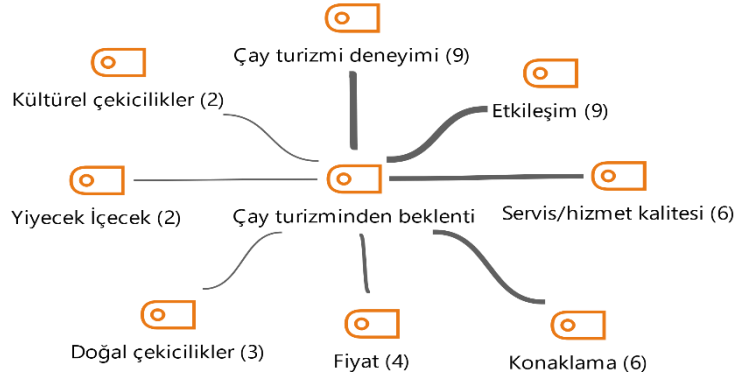 Çay turizmi deneyimi (9)
Kültürel çekicilikler (2)
Etkileşim (9)
Yiyecek İçecek (2)
Çay turizminden beklenti
Servis/hizmet kalitesi (6)
Doğal çekicilikler (3)
Fiyat (4)
Konaklama (6)